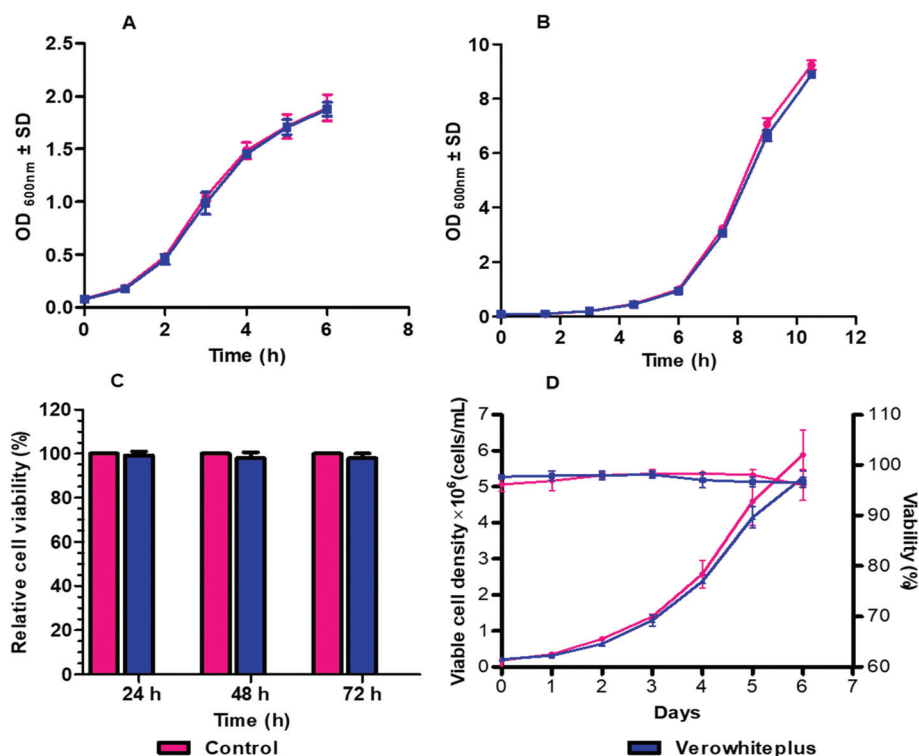 A
OD 600nm ± SD
2.5
2.0
1.5
1.0
0.5
0.0
0 2 4 6 8
Time (h)
B
OD 600nm ± SD
10
8
6
4
2
0
0 2 4 6 8 10 12
Time (h)
C
Relative cell viability (%)
120
100
80
60
40
20
0
24 h 48 h 72 h
Time (h)
D
Viable cell density ×10⁶ (cells/mL)
7
6
5
4
3
2
1
0
0 1 2 3 4 5 6 7
Days
110
100
90
80
70
60
Viability (%)
Control Verowhiteplus